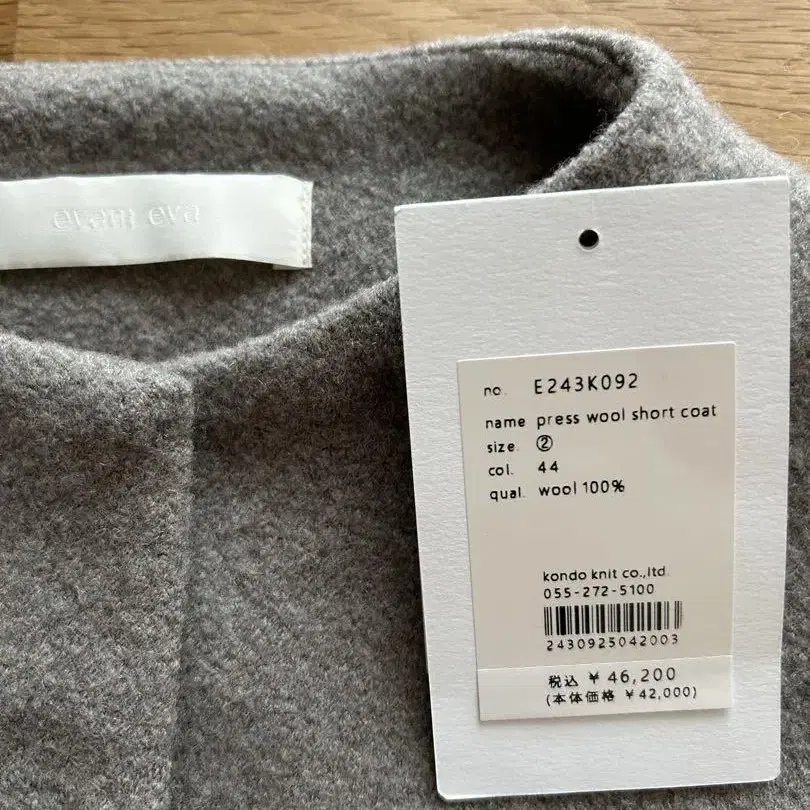 evam eva
no. E243K092
name press wool short coat
size. ②
col. 44
qual. wool 100%
kondo knit co.,ltd.
055-272-5100
2430925042003
税込 ¥ 46,200
(本体価格 ¥42,000)